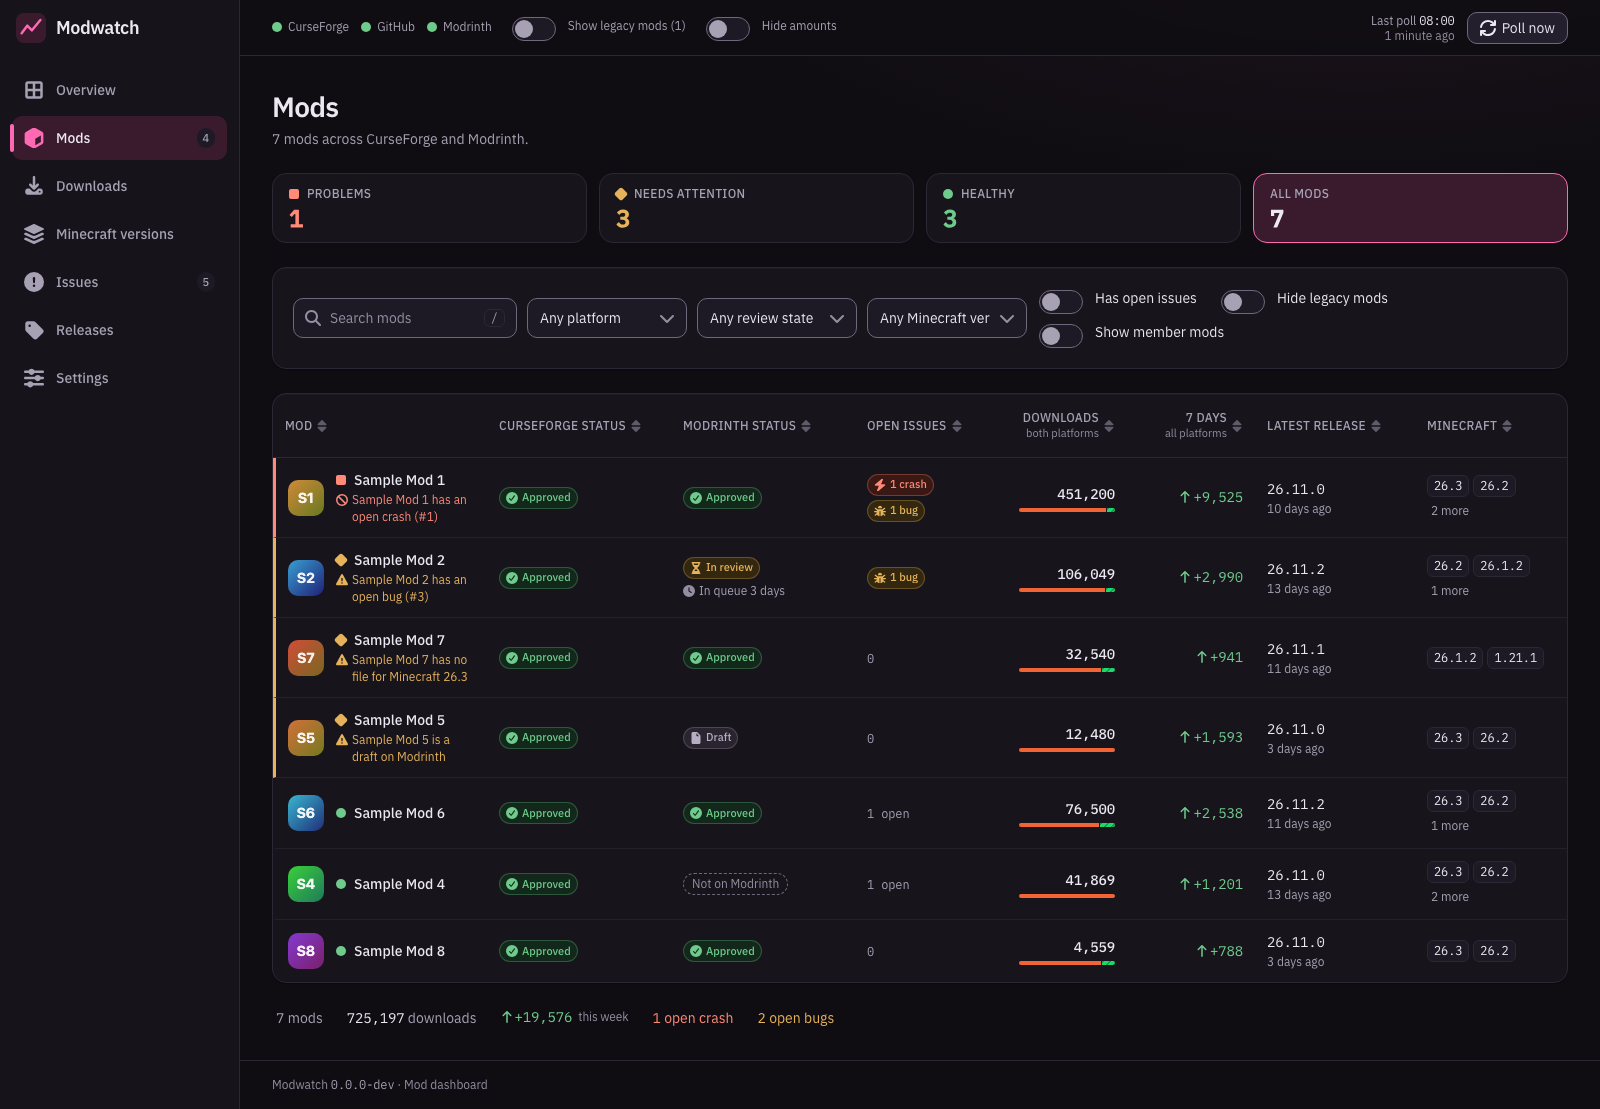 Modwatch
CurseForge GitHub Modrinth Show legacy mods (1) Hide amounts
Last poll 08:00
1 minute ago
Poll now
Overview
Mods 4
Downloads
Minecraft versions
Issues 5
Releases
Settings
Mods
7 mods across CurseForge and Modrinth.
PROBLEMS
1
NEEDS ATTENTION
3
HEALTHY
3
ALL MODS
7
Search mods /
Any platform
Any review state
Any Minecraft ver
Has open issues
Hide legacy mods
Show member mods
MOD CURSEFORGE STATUS MODRINTH STATUS OPEN ISSUES DOWNLOADS both platforms 7 DAYS all platforms LATEST RELEASE MINECRAFT
S1
Sample Mod 1
Sample Mod 1 has an
open crash (#1)
Approved
Approved
1 crash
1 bug
451,200
+9,525
26.11.0
10 days ago
26.3 26.2
2 more
S2
Sample Mod 2
Sample Mod 2 has an
open bug (#3)
Approved
In review
In queue 3 days
1 bug
106,049
+2,990
26.11.2
13 days ago
26.2 26.1.2
1 more
S7
Sample Mod 7
Sample Mod 7 has no
file for Minecraft 26.3
Approved
Approved
0
32,540
+941
26.11.1
11 days ago
26.1.2 1.21.1
S5
Sample Mod 5
Sample Mod 5 is a
draft on Modrinth
Approved
Draft
0
12,480
+1,593
26.11.0
3 days ago
26.3 26.2
S6
Sample Mod 6
Approved
Approved
1 open
76,500
+2,538
26.11.2
11 days ago
26.3 26.2
1 more
S4
Sample Mod 4
Approved
Not on Modrinth
1 open
41,869
+1,201
26.11.0
13 days ago
26.3 26.2
2 more
S8
Sample Mod 8
Approved
Approved
0
4,559
+788
26.11.0
3 days ago
26.3 26.2
7 mods 725,197 downloads +19,576 this week 1 open crash 2 open bugs
Modwatch 0.0.0-dev · Mod dashboard